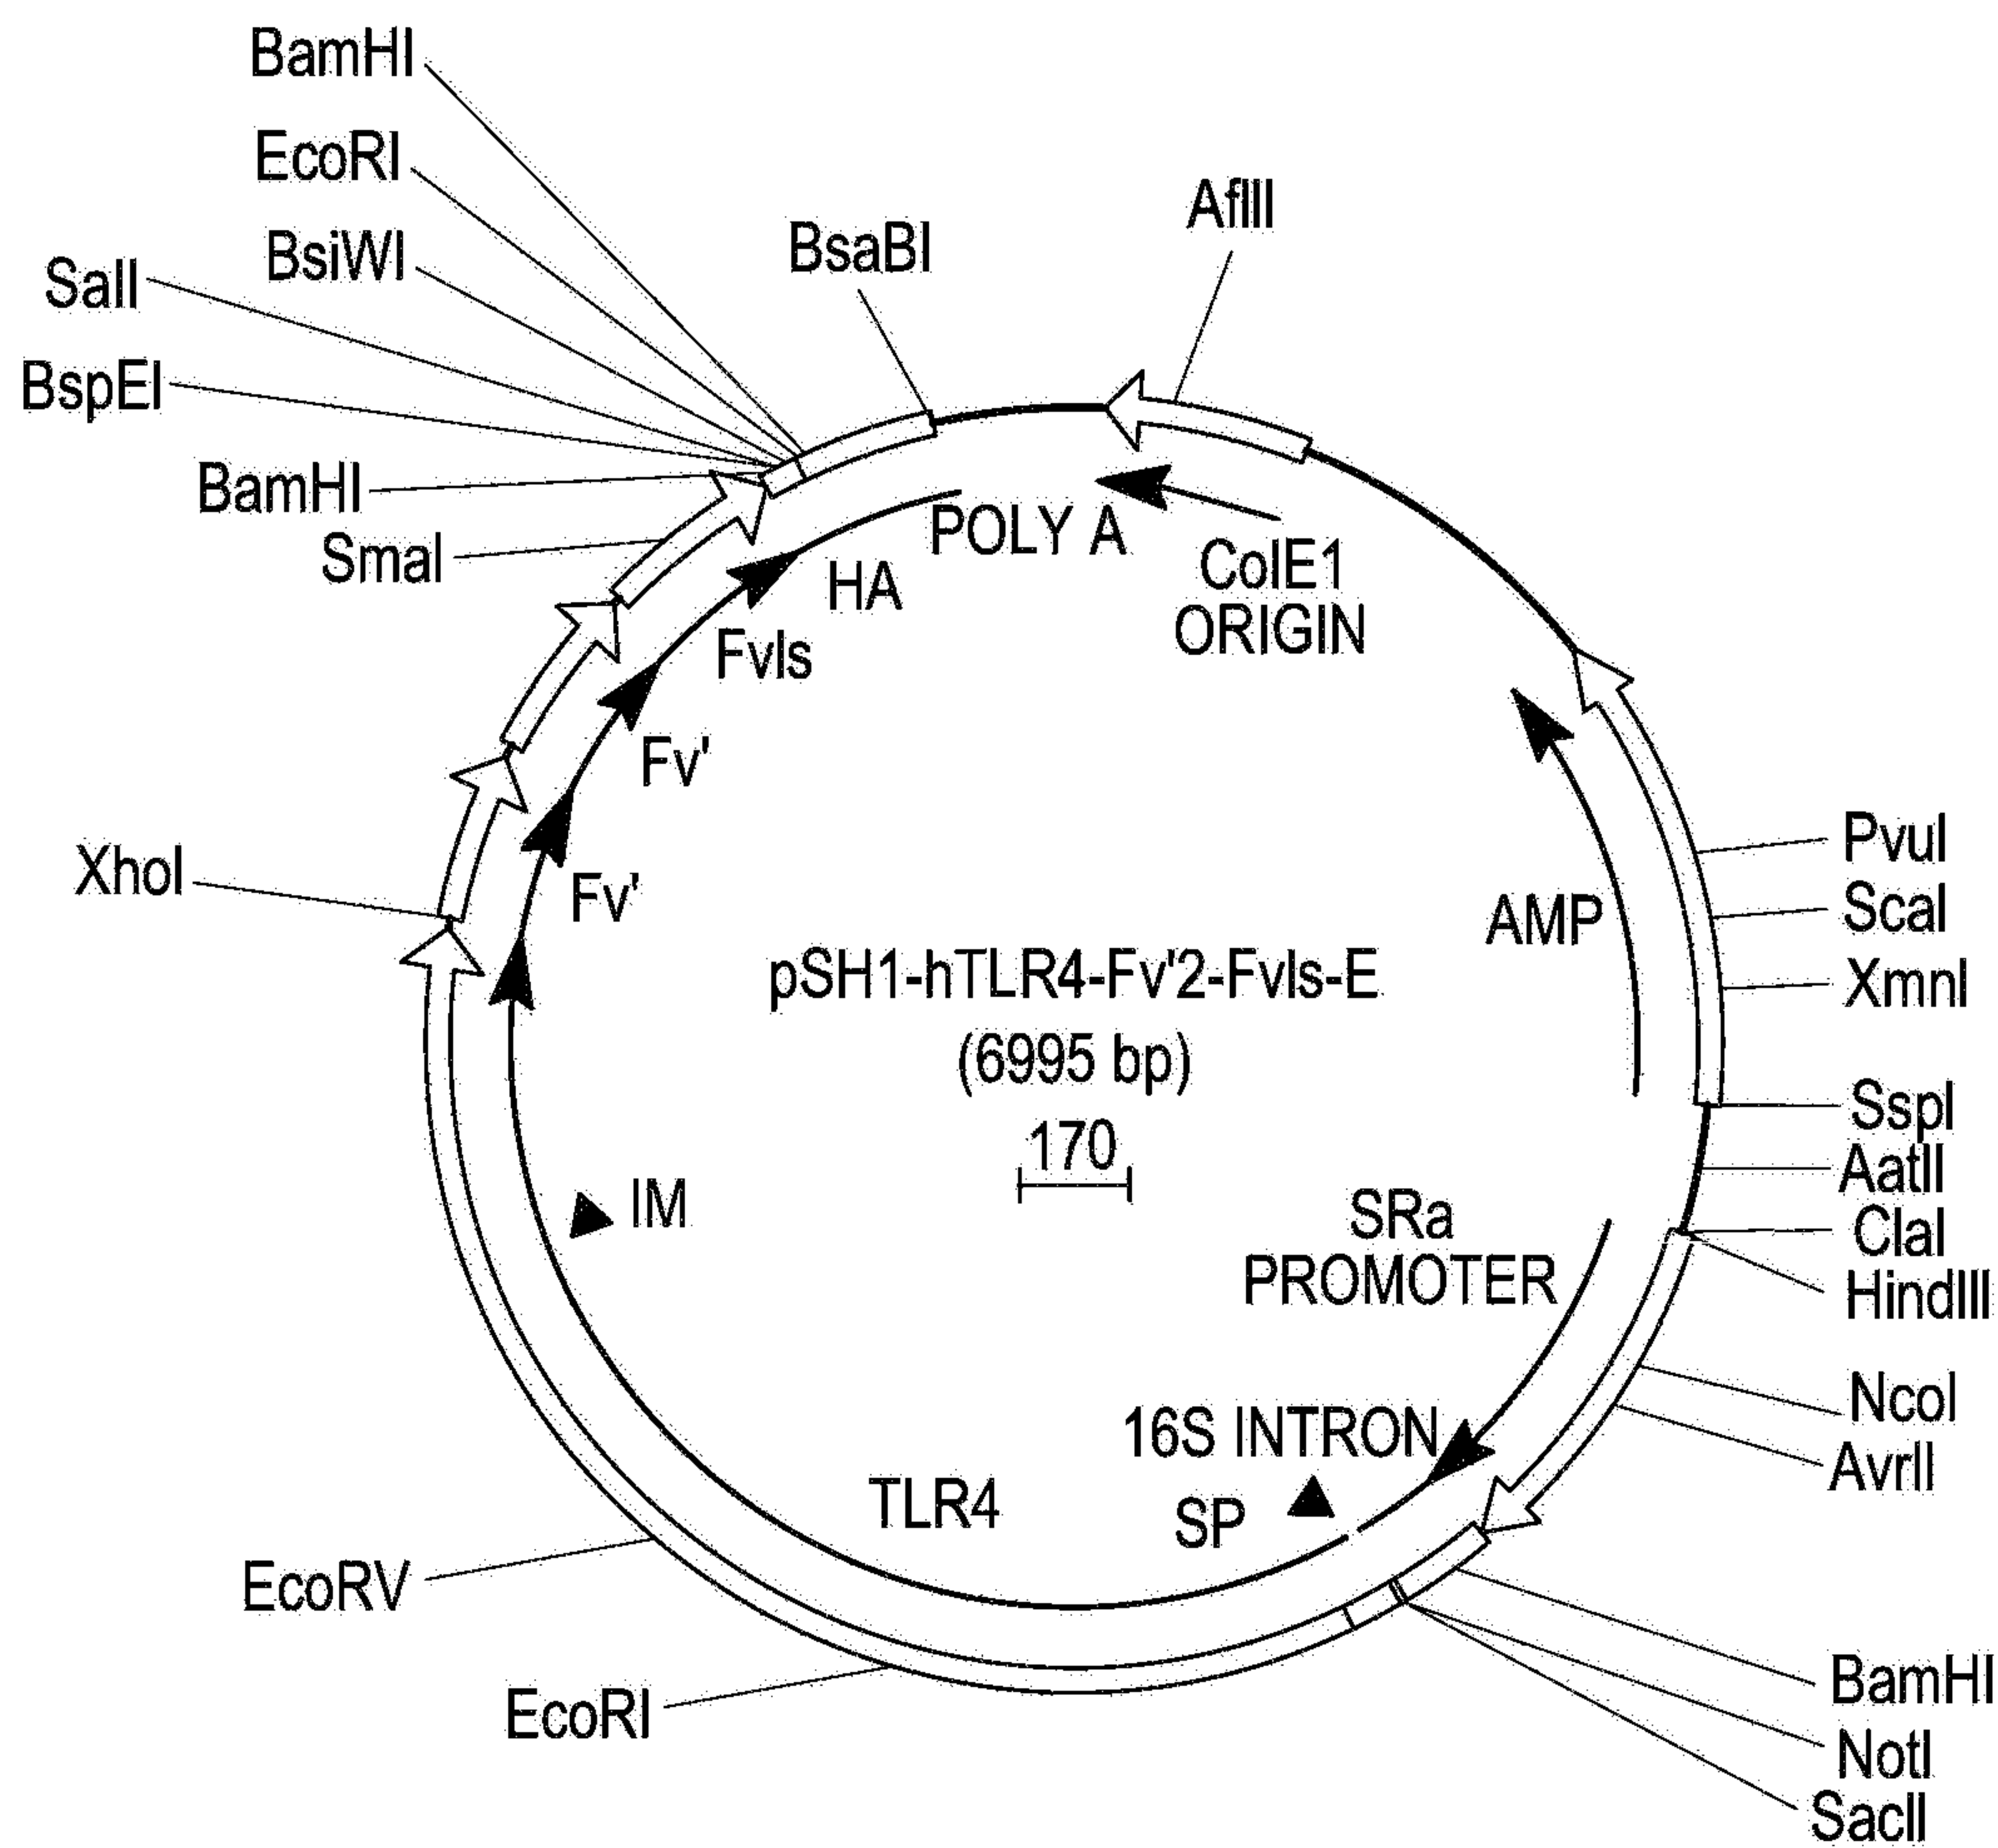 BamHI
EcoRI
AflII
BsiWI
BsaBI
SalI
BspEI
BamHI
POLY A
SmaI
ColE1
ORIGIN
HA
Fvls
Fv'
PvuI
XhoI
Fv'
AMP
ScaI
pSH1-hTLR4-Fv'2-Fvls-E
XmnI
(6995 bp)
SspI
170
AatII
IM
SRa
PROMOTER
ClaI
HindIII
NcoI
16S INTRON
AvrII
TLR4
SP
EcoRV
BamHI
EcoRI
NotI
SacII